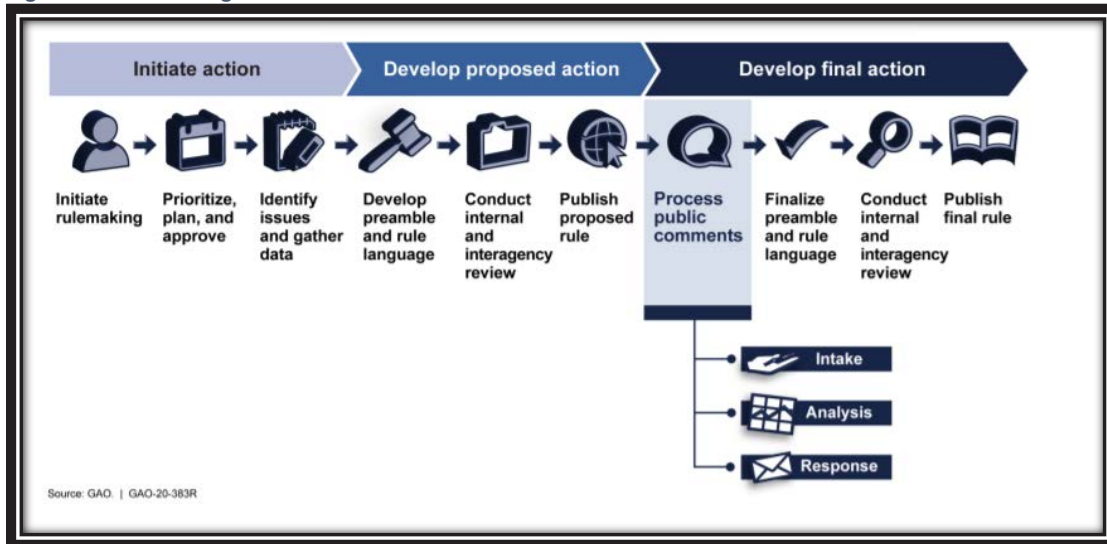 Initiate action
Develop proposed action
Develop final action
Initiate
rulemaking
Prioritize,
plan, and
approve
Identify
issues
and gather
data
Develop
preamble
and rule
language
Conduct
internal
and
interagency
review
Publish
proposed
rule
Process
public
comments
Finalize
preamble
and rule
language
Conduct
internal
and
interagency
review
Publish
final rule
Intake
Analysis
Response
Source: GAO. | GAO-20-383R